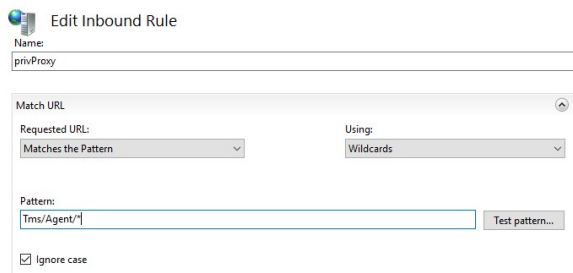 Edit Inbound Rule
Name:
privProxy
Match URL
Requested URL: Using:
Matches the Pattern Wildcards
Pattern:
Tms/Agent/* Test pattern...
Ignore case